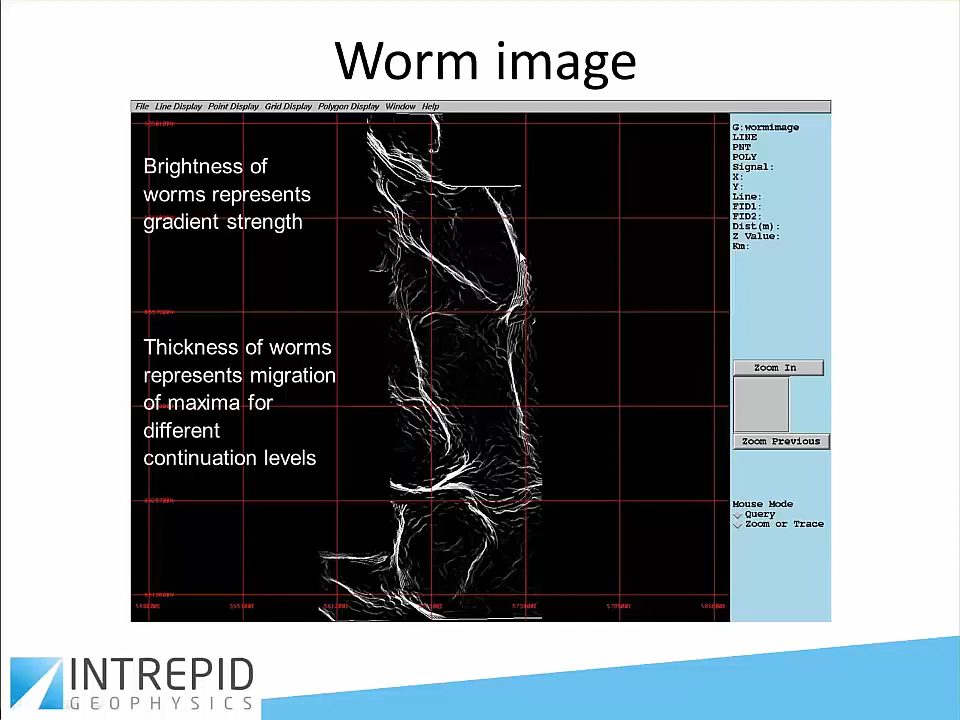 Worm image
File Line Display Point Display Grid Display Polygon Display Window Help
Brightness of
worms represents
gradient strength
Thickness of worms
represents migration
of maxima for
different
continuation levels
G:wormimage
LINE
PNT
POLY
Signal:
X:
Y:
Line:
FID1:
FID2:
Dist(m):
Z Value:
Km:
Zoom In
Zoom Previous
Mouse Mode
Query
Zoom or Trace
INTREPID
GEOPHYSICS